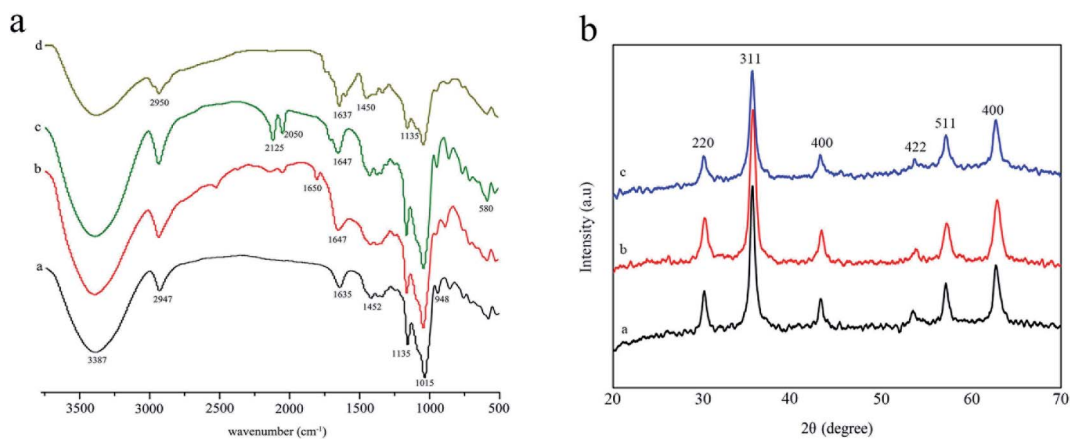 a
d
2950
1637
1450
1135
c
2125
2050
1647
580
b
1650
1647
a
2947
1635
1452
948
3387
1135
1015
3500 3000 2500 2000 1500 1000 500
wavenumber (cm⁻¹)
b
311
220
400
422
511
400
c
b
a
Intensity (a.u)
20 30 40 50 60 70
2θ (degree)